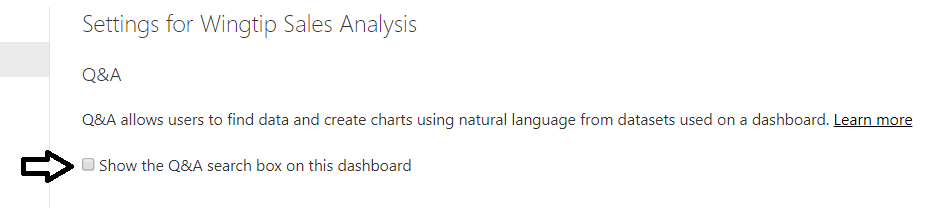 Settings for Wingtip Sales Analysis
Q&A
Q&A allows users to find data and create charts using natural language from datasets used on a dashboard. Learn more
Show the Q&A search box on this dashboard